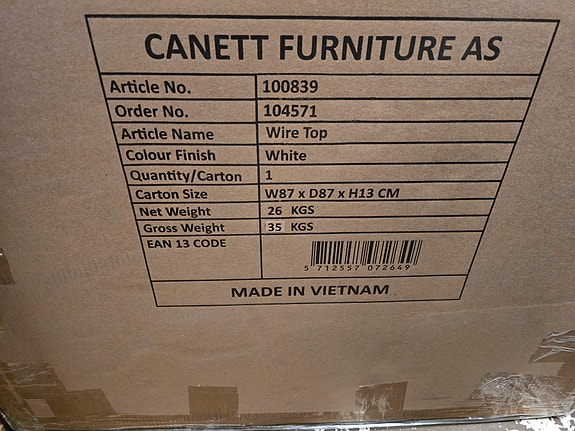 CANETT FURNITURE AS
Article No. 100839
Order No. 104571
Article Name Wire Top
Colour Finish White
Quantity/Carton 1
Carton Size W87 x D87 x H13 CM
Net Weight 26 KGS
Gross Weight 35 KGS
EAN 13 CODE
5 712557 072649
MADE IN VIETNAM